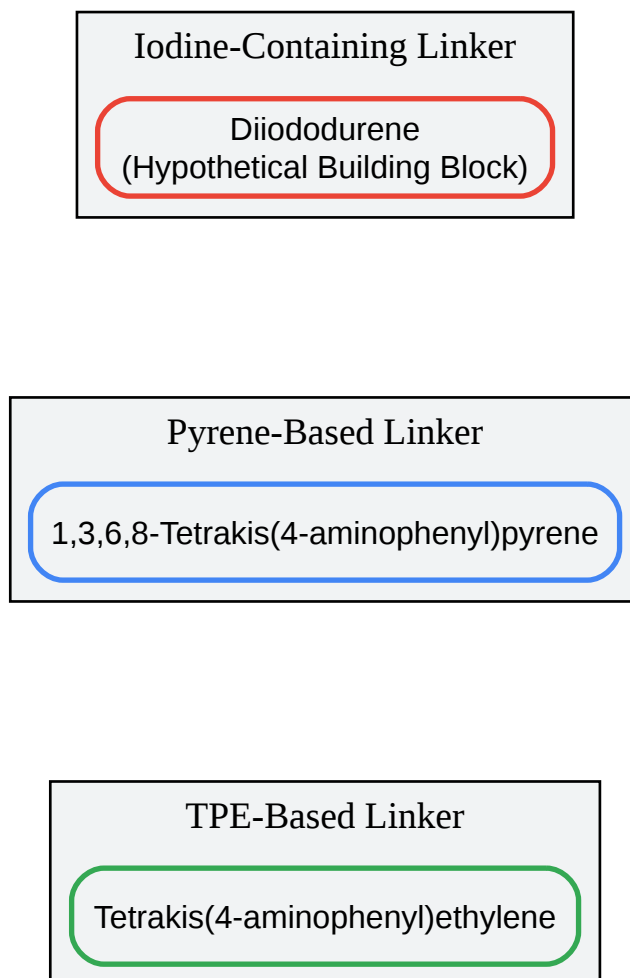 Iodine-Containing Linker
Diiododurene
(Hypothetical Building Block)
Pyrene-Based Linker
1,3,6,8-Tetrakis(4-aminophenyl)pyrene
TPE-Based Linker
Tetrakis(4-aminophenyl)ethylene